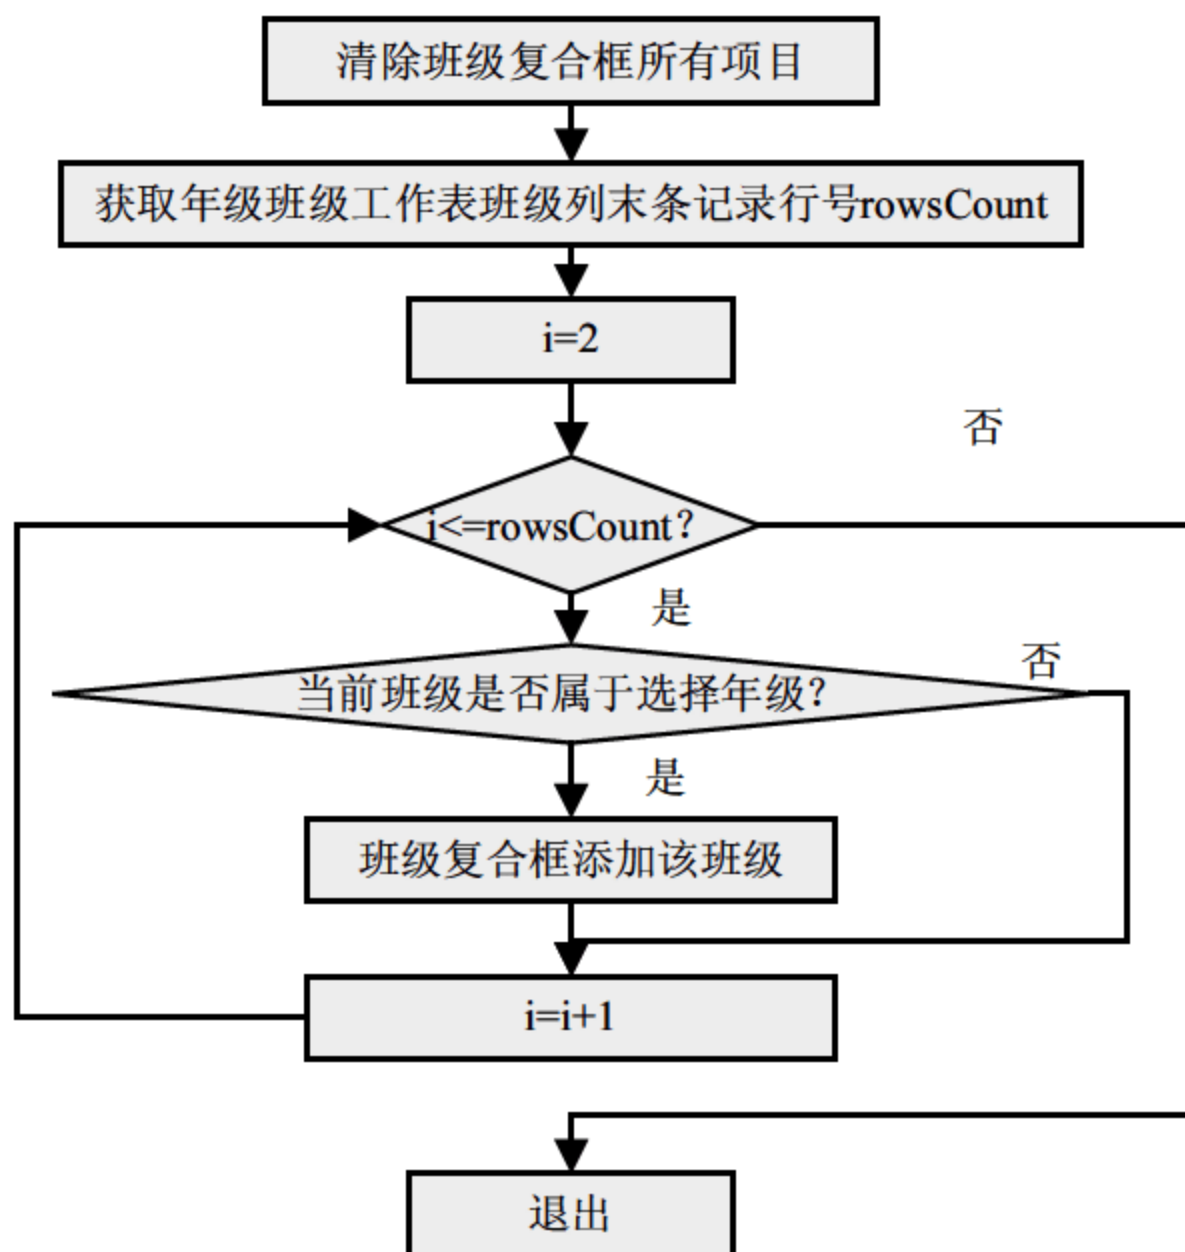 清除班级复合框所有项目
获取年级班级工作表班级列末条记录行号rowsCount
i=2
否
i<=rowsCount?
是
否
当前班级是否属于选择年级?
是
班级复合框添加该班级
i=i+1
退出